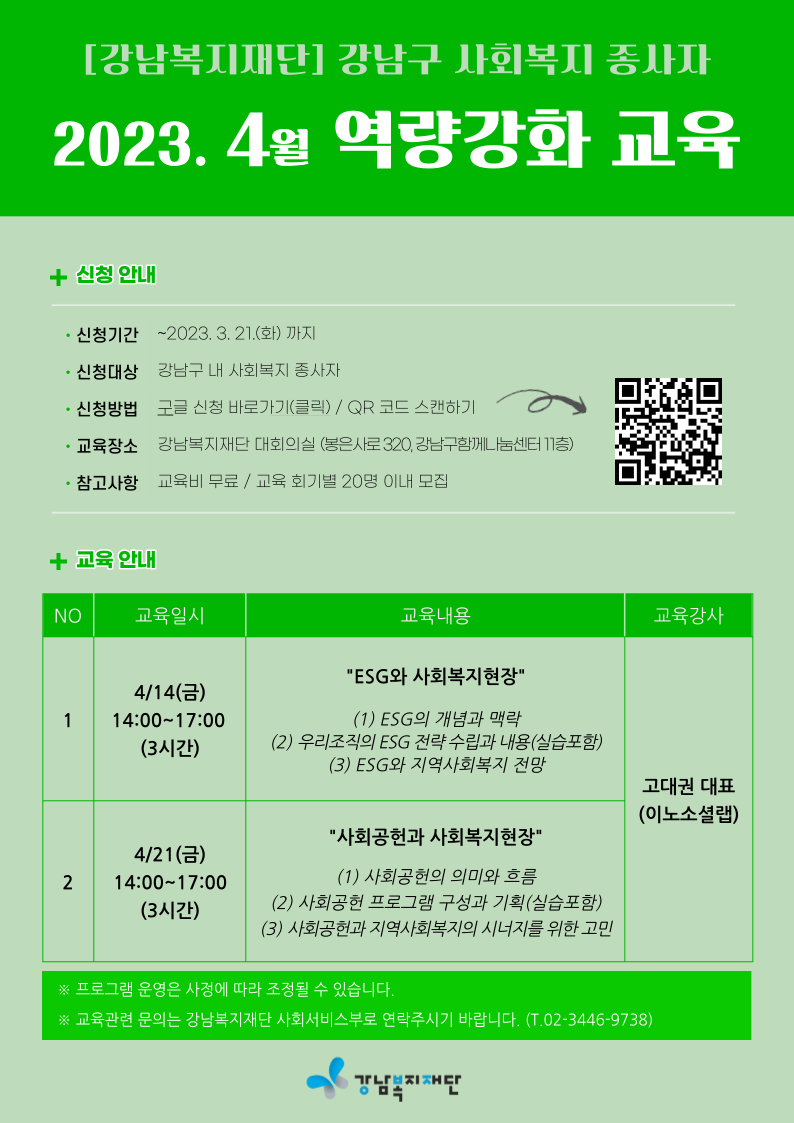 [강남복지재단] 강남구 사회복지 종사자
2023. 4월 역량강화 교육
+ 신청 안내
• 신청기간 ~2023. 3. 21.(화) 까지
• 신청대상 강남구 내 사회복지 종사자
• 신청방법 구글 신청 바로가기(클릭) / QR 코드 스캔하기
• 교육장소 강남복지재단 대회의실 (봉은사로 320, 강남구함께나눔센터 11층)
• 참고사항 교육비 무료 / 교육 회기별 20명 이내 모집
+ 교육 안내
NO 교육일시 교육내용 교육강사
1
4/14(금)
14:00~17:00
(3시간)
"ESG와 사회복지현장"
(1) ESG의 개념과 맥락
(2) 우리조직의 ESG 전략 수립과 내용(실습포함)
(3) ESG와 지역사회복지 전망
고대권 대표
(이노소셜랩)
2
4/21(금)
14:00~17:00
(3시간)
"사회공헌과 사회복지현장"
(1) 사회공헌의 의미와 흐름
(2) 사회공헌 프로그램 구성과 기획(실습포함)
(3) 사회공헌과 지역사회복지의 시너지를 위한 고민
※ 프로그램 운영은 사정에 따라 조정될 수 있습니다.
※ 교육관련 문의는 강남복지재단 사회서비스부로 연락주시기 바랍니다. (T.02-3446-9738)
강남복지재단